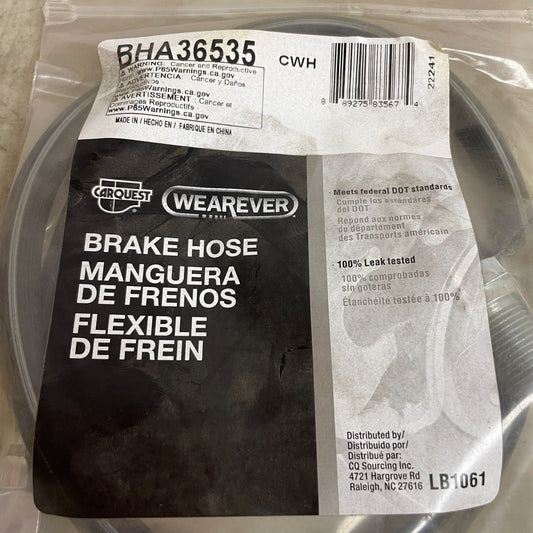 BHA36535
CWH
22241
8 89275 83567 4
⚠ WARNING: Cancer and Reproductive
www.P65Warnings.ca.gov
⚠ ADVERTENCIA: Cáncer y Daños
www.P65Warnings.ca.gov
⚠ AVERTISSEMENT: Cancer et
Dommages Reproductifs
www.P65Warnings.ca.gov
MADE IN / HECHO EN / FABRIQUE EN CHINA
CARQUEST
WEAREVER
BRAKE HOSE
MANGUERA
DE FRENOS
FLEXIBLE
DE FREIN
· Meets federal DOT standards
Cumple los estándares
del DOT
Répond aux normes
du département
des Transports américain
· 100% Leak tested
100% comprobadas
sin goteras
Étanchéité testée à 100%
Distributed by/
Distribuido por/
Distribué par:
CQ Sourcing Inc.
4721 Hargrove Rd
Raleigh, NC 27616
LB1061